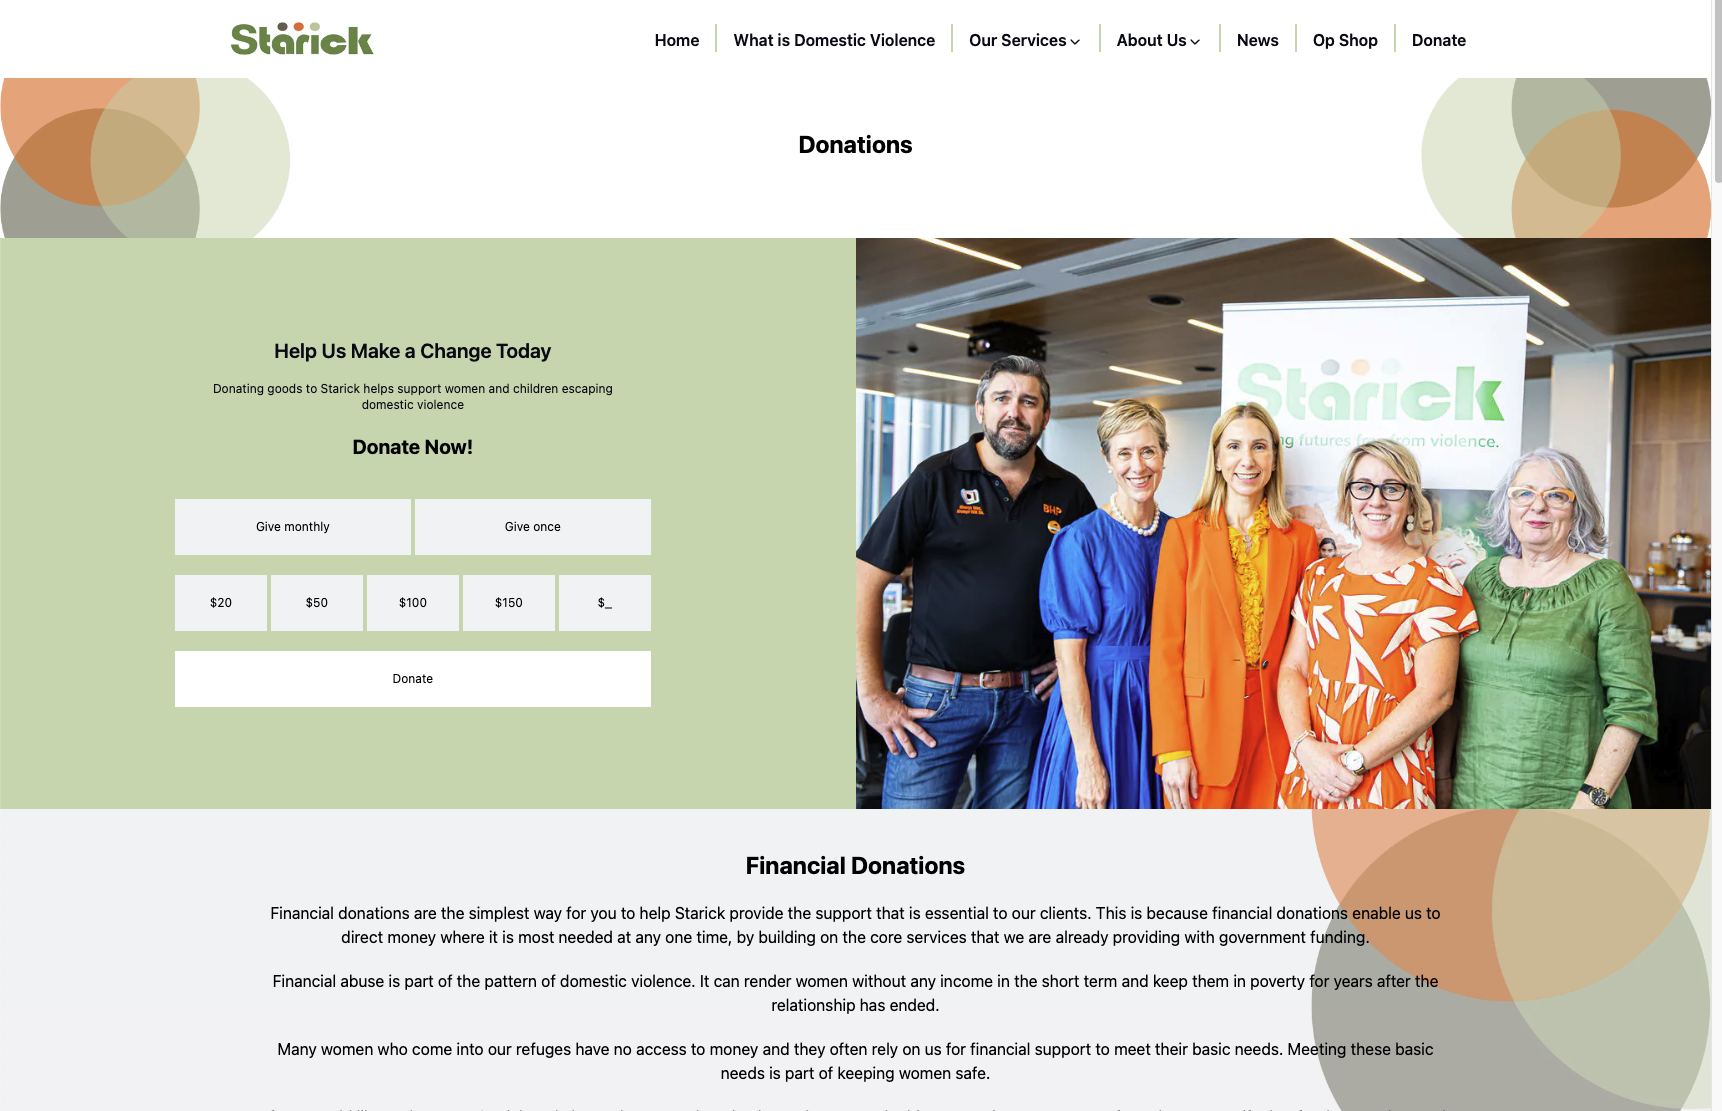 Starick
Home
What is Domestic Violence
Our Services
About Us
News
Op Shop
Donate
Donations
Help Us Make a Change Today
Donating goods to Starick helps support women and children escaping
domestic violence
Donate Now!
Give monthly
Give once
$20
$50
$100
$150
$_
Donate
Starick
futures free from violence.
BHP
Financial Donations
Financial donations are the simplest way for you to help Starick provide the support that is essential to our clients. This is because financial donations enable us to
direct money where it is most needed at any one time, by building on the core services that we are already providing with government funding.
Financial abuse is part of the pattern of domestic violence. It can render women without any income in the short term and keep them in poverty for years after the
relationship has ended.
Many women who come into our refuges have no access to money and they often rely on us for financial support to meet their basic needs. Meeting these basic
needs is part of keeping women safe.